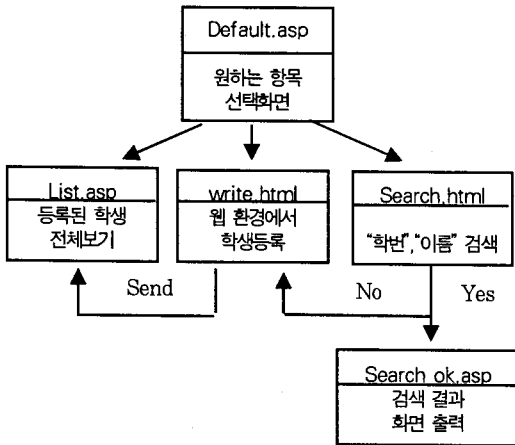 Default.asp
원하는 항목
선택화면
List.asp
등록된 학생
전체보기
write.html
웹 환경에서
학생등록
Search.html
“학번”,“이름” 검색
Send
No
Yes
Search ok.asp
검색 결과
화면 출력